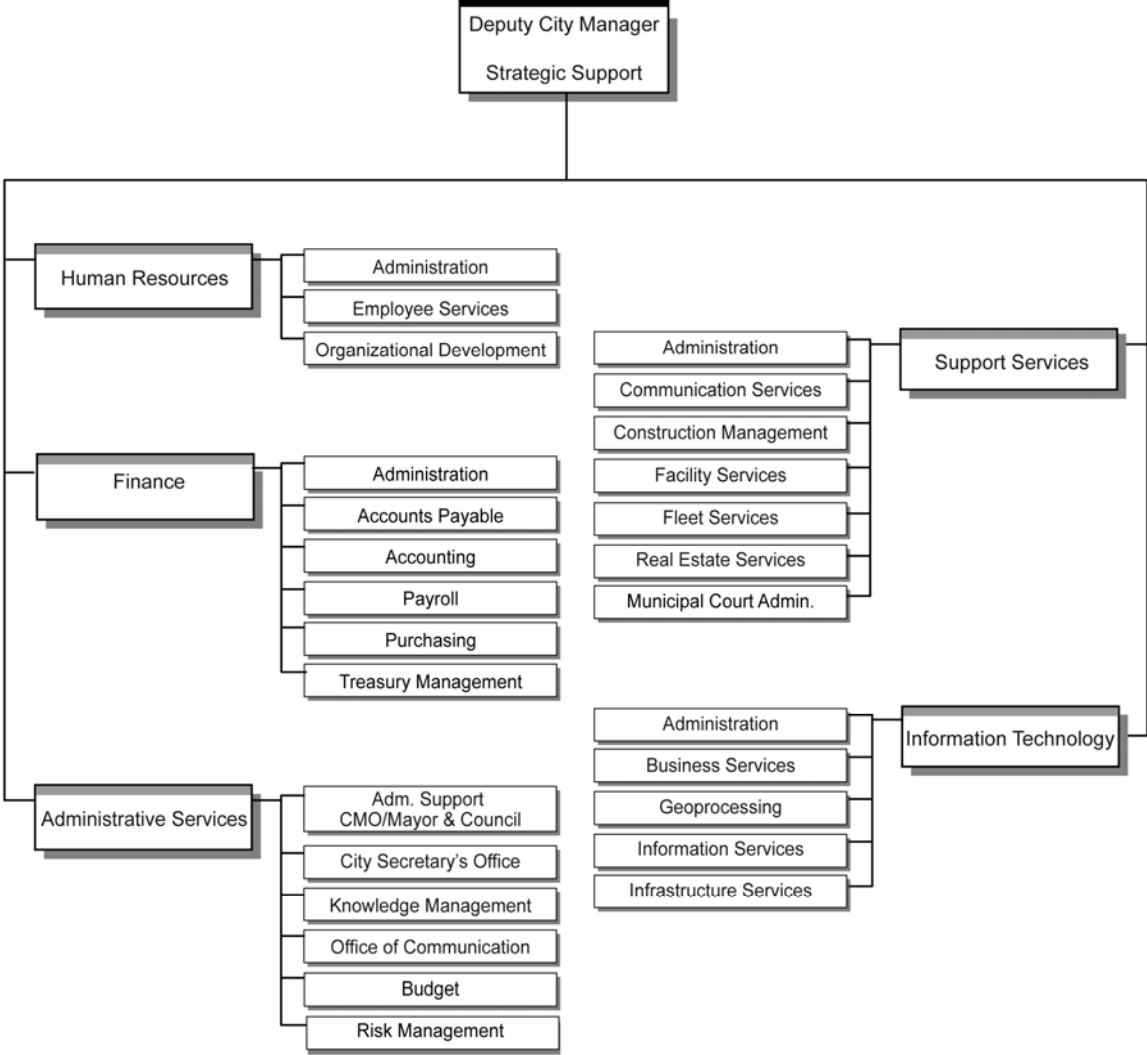 Deputy City Manager
Strategic Support
Human Resources
Administration
Employee Services
Organizational Development
Finance
Administration
Accounts Payable
Accounting
Payroll
Purchasing
Treasury Management
Administrative Services
Adm. Support
CMO/Mayor & Council
City Secretary's Office
Knowledge Management
Office of Communication
Budget
Risk Management
Support Services
Administration
Communication Services
Construction Management
Facility Services
Fleet Services
Real Estate Services
Municipal Court Admin.
Information Technology
Administration
Business Services
Geoprocessing
Information Services
Infrastructure Services